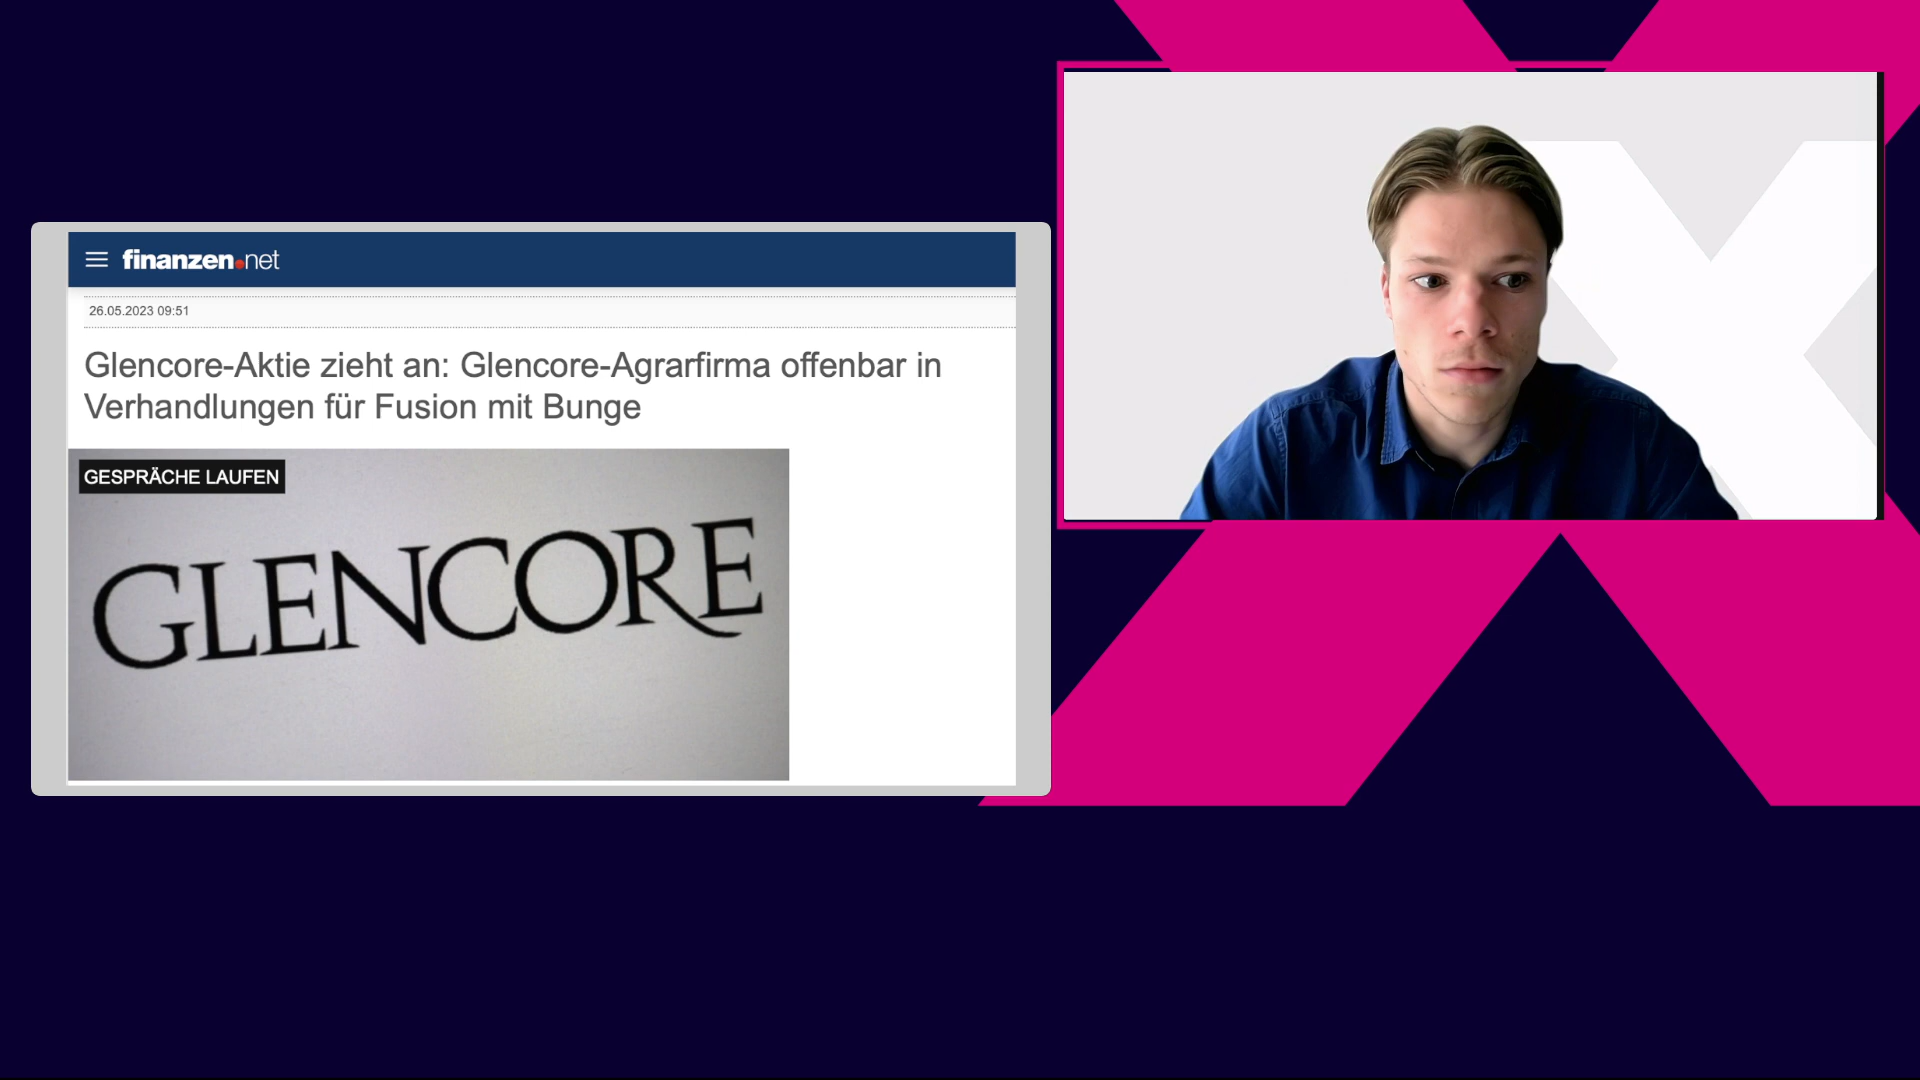 finanzen.net
26.05.2023 09:51
Glencore-Aktie zieht an: Glencore-Agrarfirma offenbar in
Verhandlungen für Fusion mit Bunge
GESPRÄCHE LAUFEN
GLENCORE